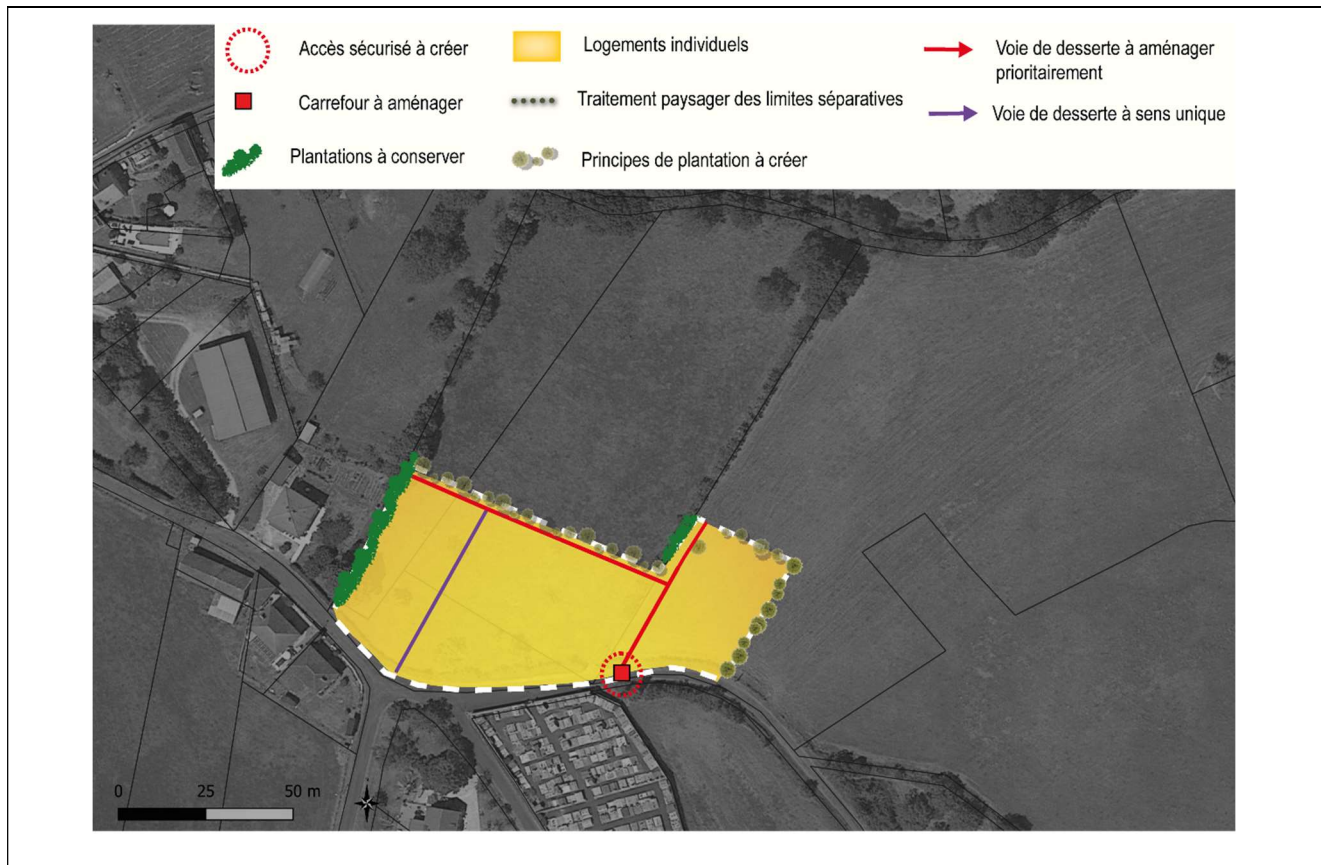 Accès sécurisé à créer
Carrefour à aménager
Plantations à conserver
Logements individuels
Traitement paysager des limites séparatives
Principes de plantation à créer
Voie de desserte à aménager
prioritairement
Voie de desserte à sens unique
0 25 50 m